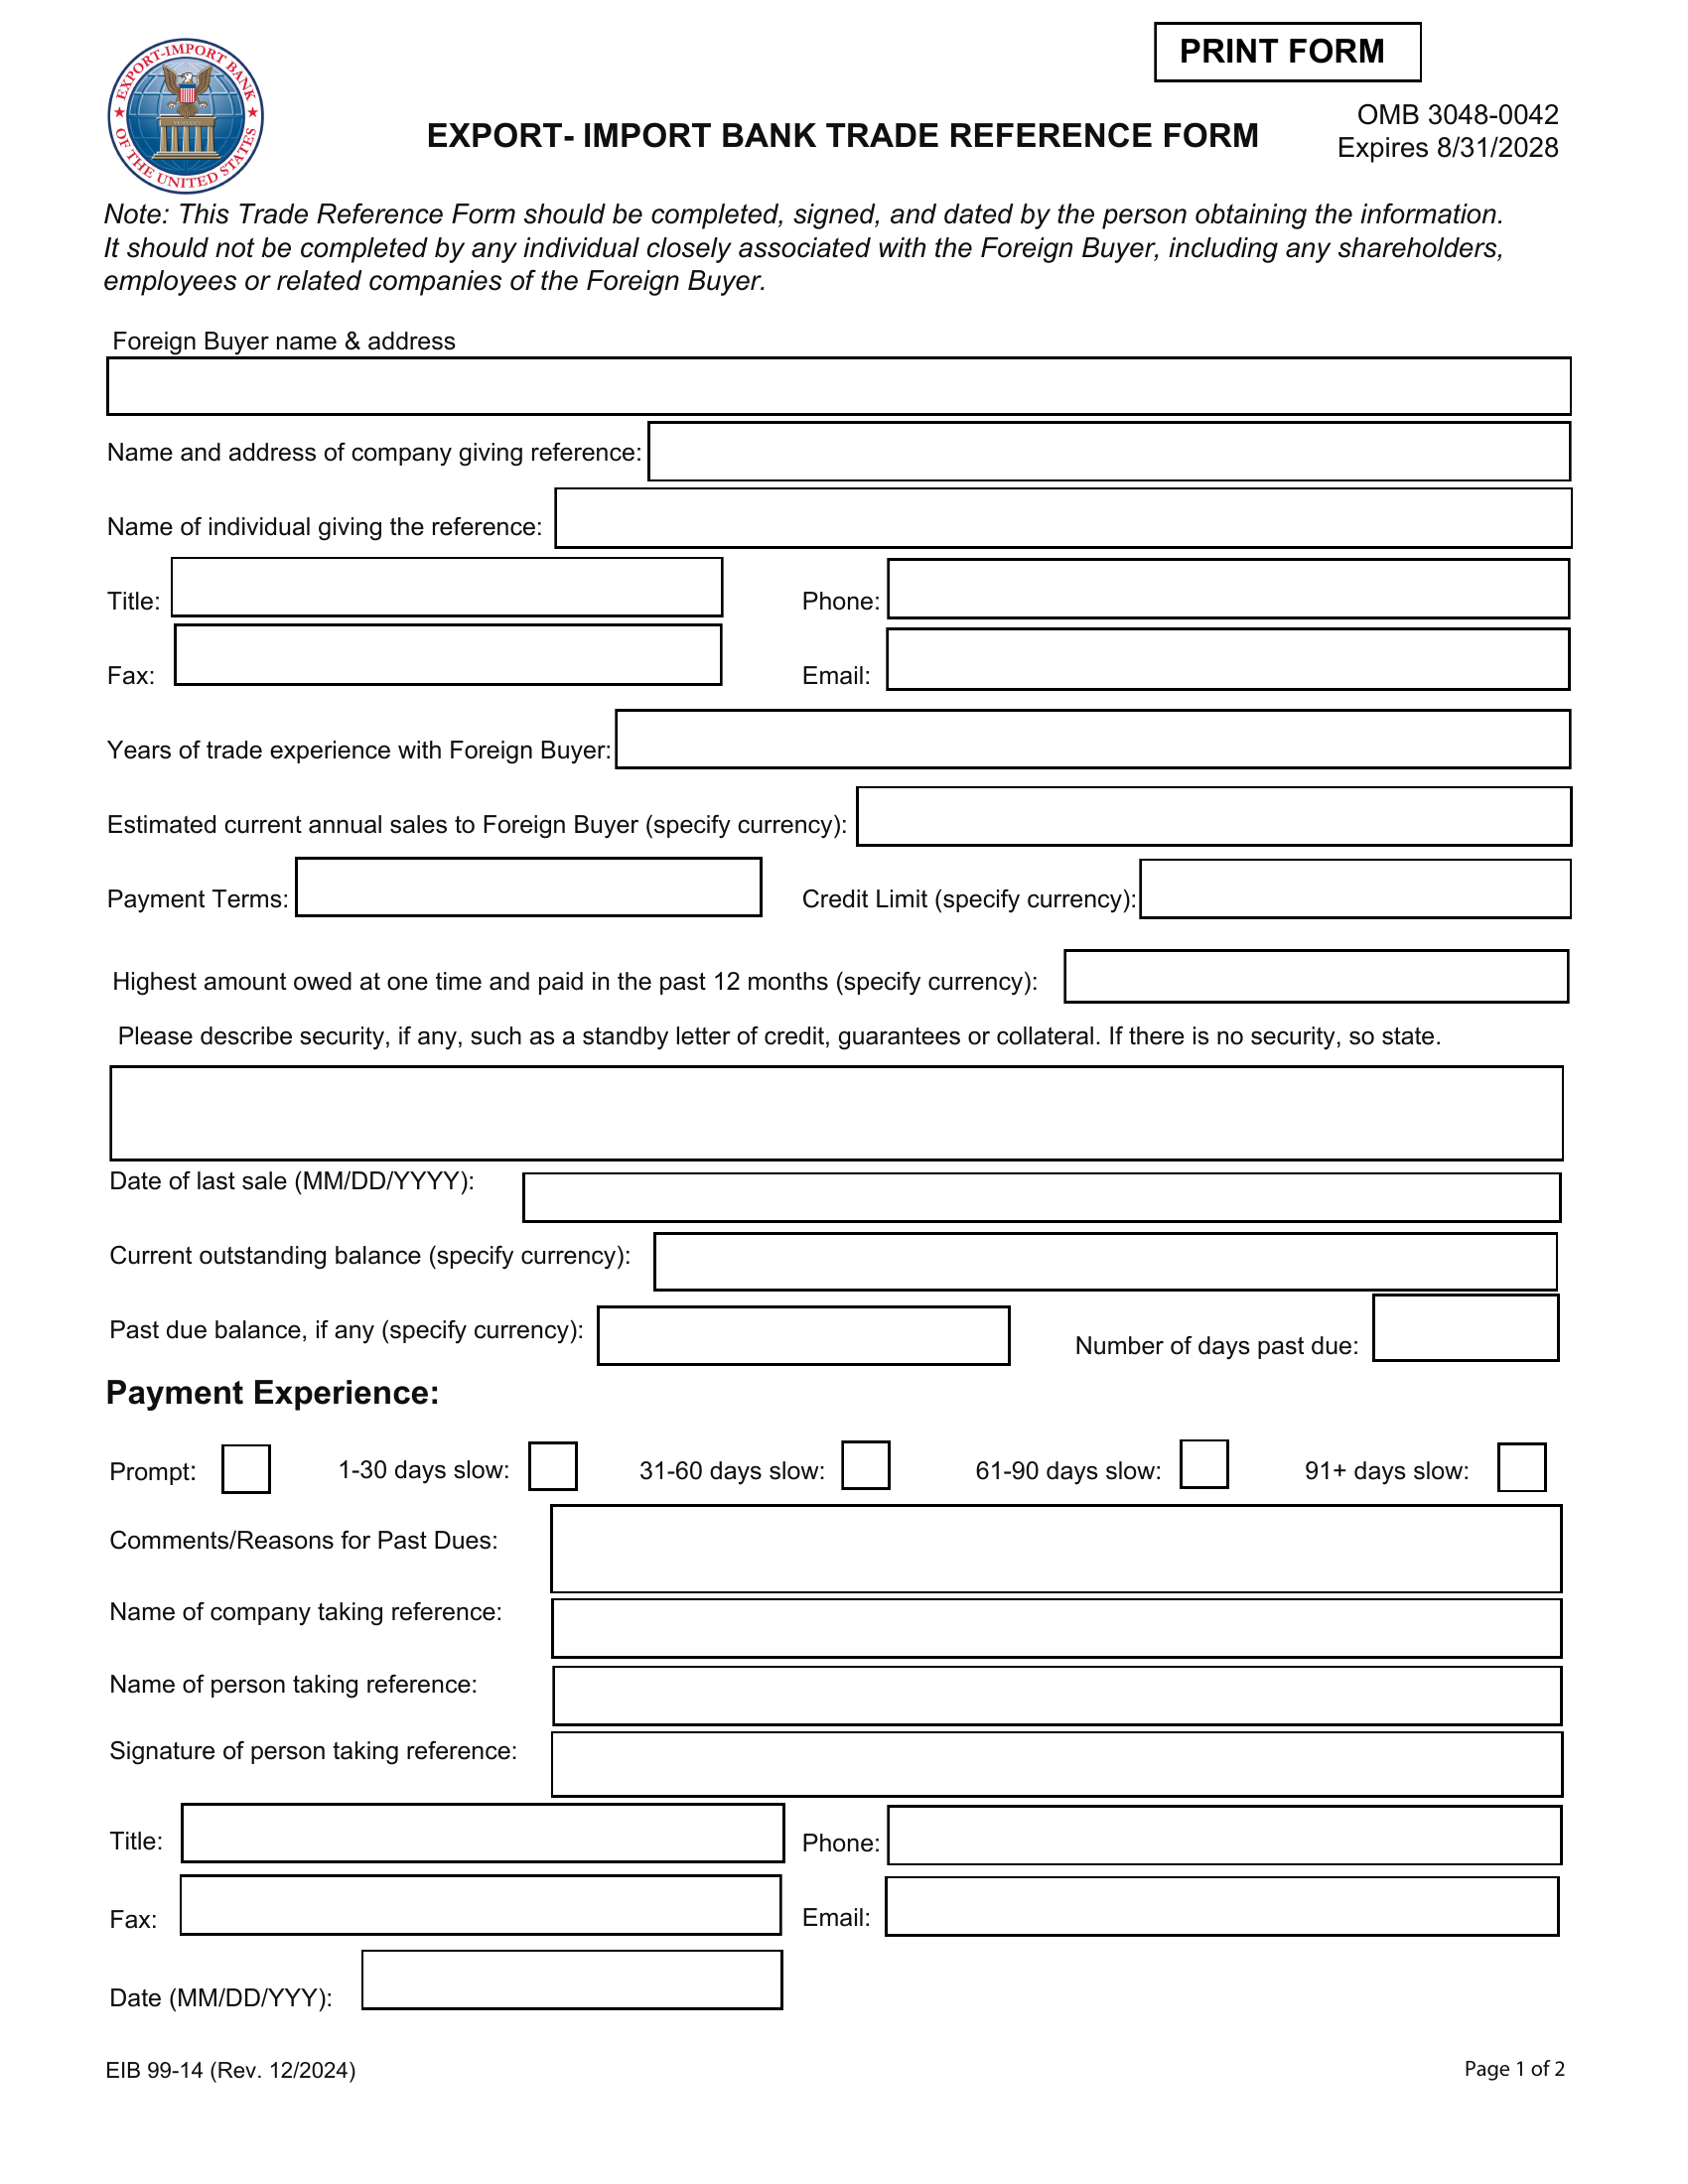 PRINT FORM
EXPORT-IMPORT BANK
OF THE UNITED STATES
OMB 3048-0042
EXPORT- IMPORT BANK TRADE REFERENCE FORM
Expires 8/31/2028
Note: This Trade Reference Form should be completed, signed, and dated by the person obtaining the information.
It should not be completed by any individual closely associated with the Foreign Buyer, including any shareholders,
employees or related companies of the Foreign Buyer.
Foreign Buyer name & address
Name and address of company giving reference:
Name of individual giving the reference:
Title: Phone:
Fax: Email:
Years of trade experience with Foreign Buyer:
Estimated current annual sales to Foreign Buyer (specify currency):
Payment Terms: Credit Limit (specify currency):
Highest amount owed at one time and paid in the past 12 months (specify currency):
Please describe security, if any, such as a standby letter of credit, guarantees or collateral. If there is no security, so state.
Date of last sale (MM/DD/YYYY):
Current outstanding balance (specify currency):
Past due balance, if any (specify currency): Number of days past due:
Payment Experience:
Prompt: 1-30 days slow: 31-60 days slow: 61-90 days slow: 91+ days slow:
Comments/Reasons for Past Dues:
Name of company taking reference:
Name of person taking reference:
Signature of person taking reference:
Title: Phone:
Fax: Email:
Date (MM/DD/YYY):
EIB 99-14 (Rev. 12/2024) Page 1 of 2